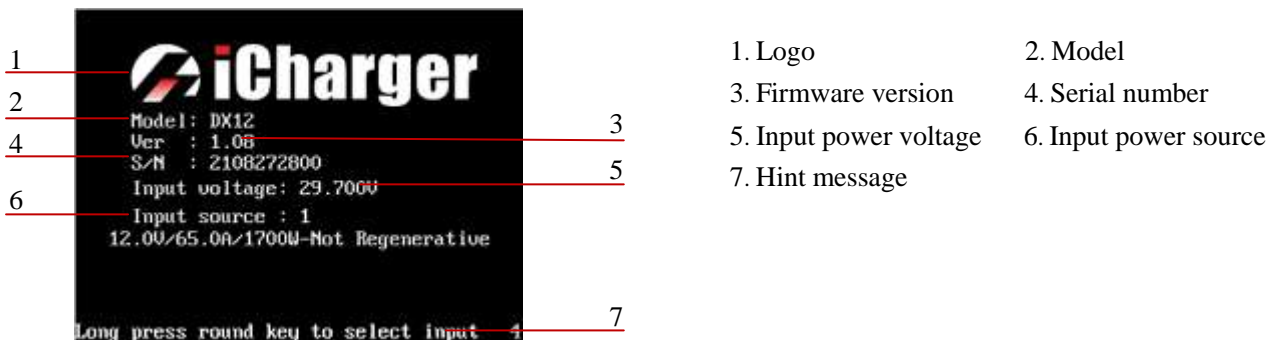 iCharger
Model: DX12
Ver : 1.08
S/N : 2108272800
Input voltage: 29.700V
Input source : 1
12.0V/65.0A/1700W-Not Regenerative
Long press round key to select input 4
1
2
4
6
3
5
7
1. Logo 2. Model
3. Firmware version 4. Serial number
5. Input power voltage 6. Input power source
7. Hint message